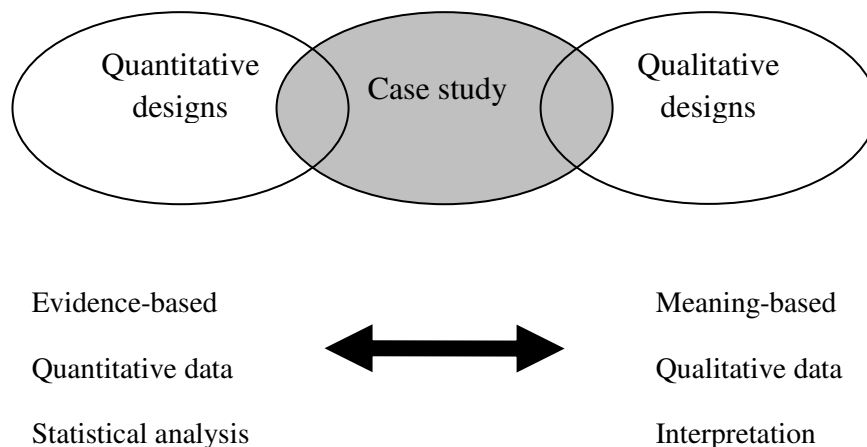 Quantitative
designs
Case study
Qualitative
designs
Evidence-based
Quantitative data
Statistical analysis
Meaning-based
Qualitative data
Interpretation